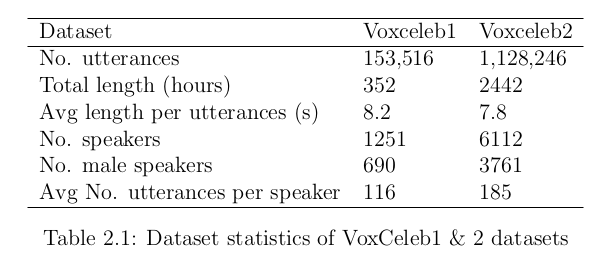 Dataset Voxceleb1 Voxceleb2
No. utterances 153,516 1,128,246
Total length (hours) 352 2442
Avg length per utterances (s) 8.2 7.8
No. speakers 1251 6112
No. male speakers 690 3761
Avg No. utterances per speaker 116 185
Table 2.1: Dataset statistics of VoxCeleb1 & 2 datasets